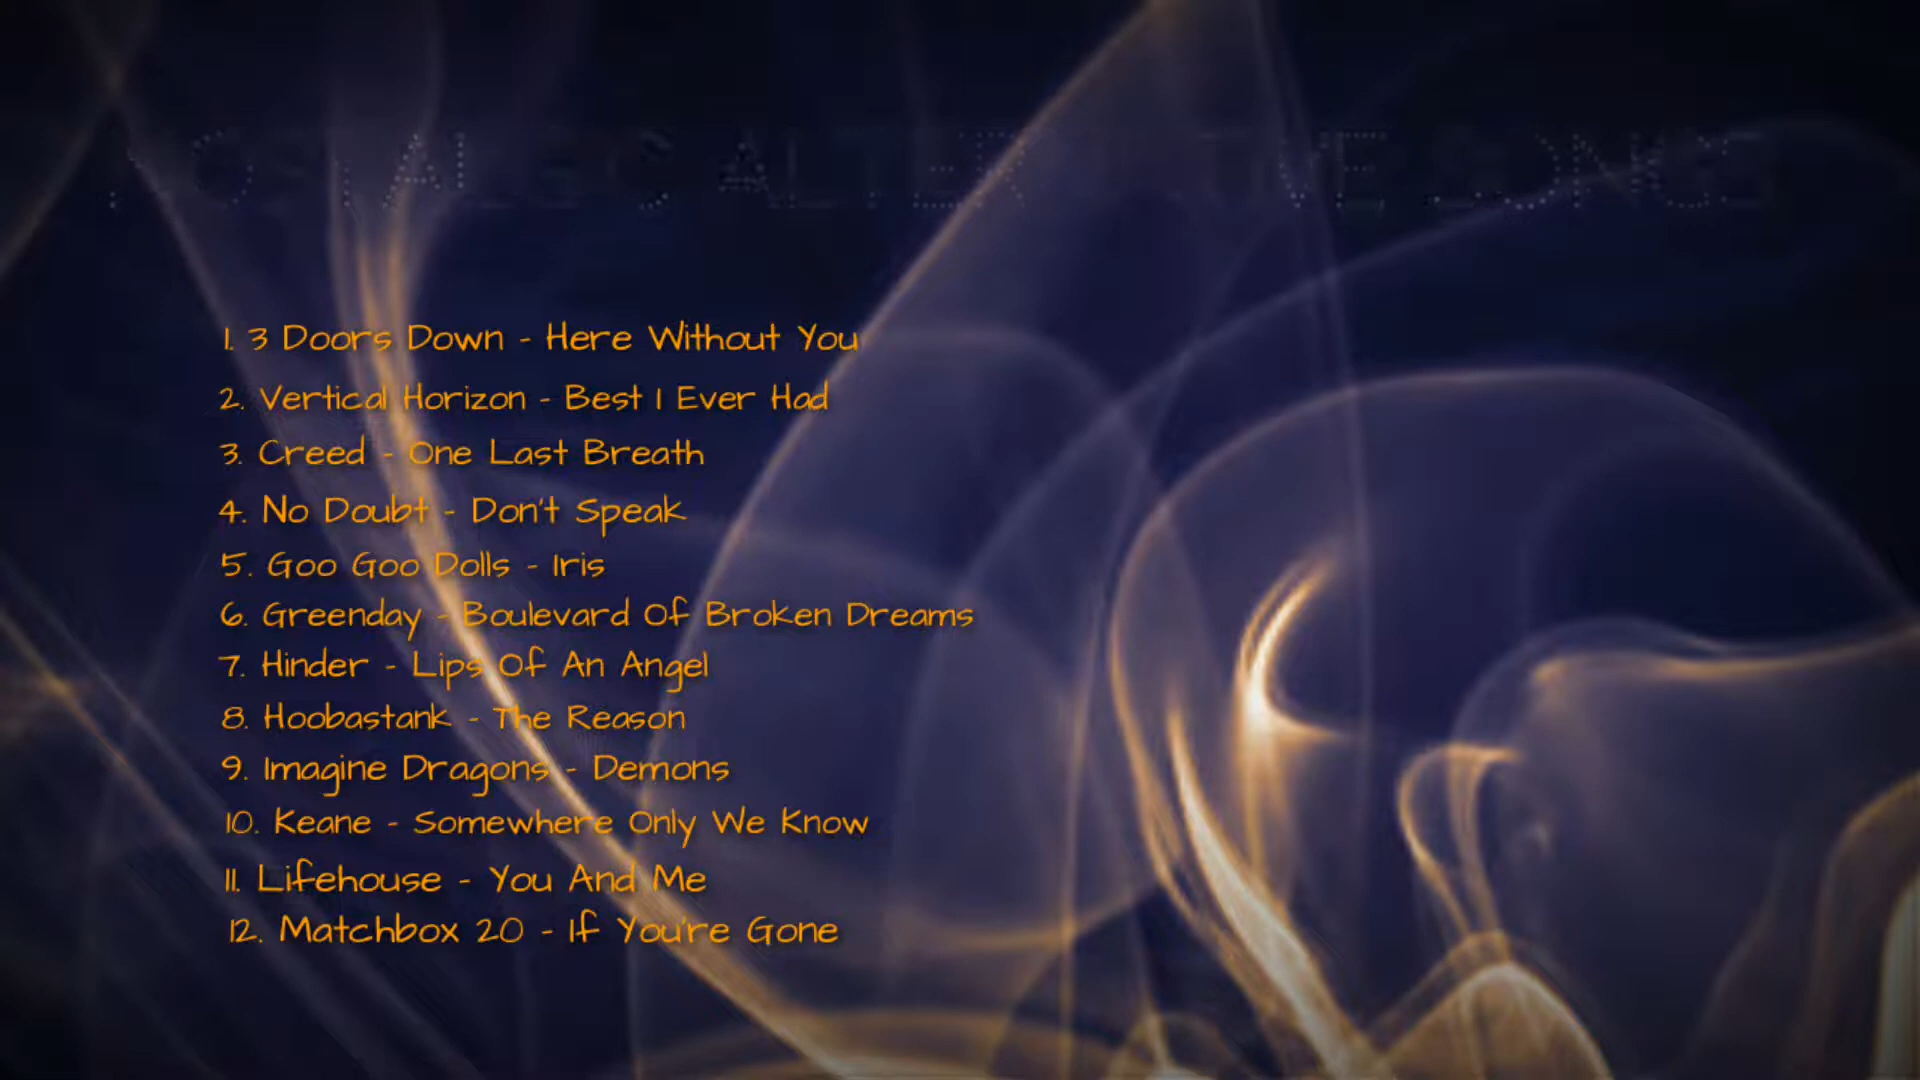 1. 3 Doors Down - Here Without You
2. Vertical Horizon - Best I Ever Had
3. Creed - One Last Breath
4. No Doubt - Don't Speak
5. Goo Goo Dolls - Iris
6. Greenday - Boulevard Of Broken Dreams
7. Hinder - Lips Of An Angel
8. Hoobastank - The Reason
9. Imagine Dragons - Demons
10. Keane - Somewhere Only We Know
11. Lifehouse - You And Me
12. Matchbox 20 - If You're Gone